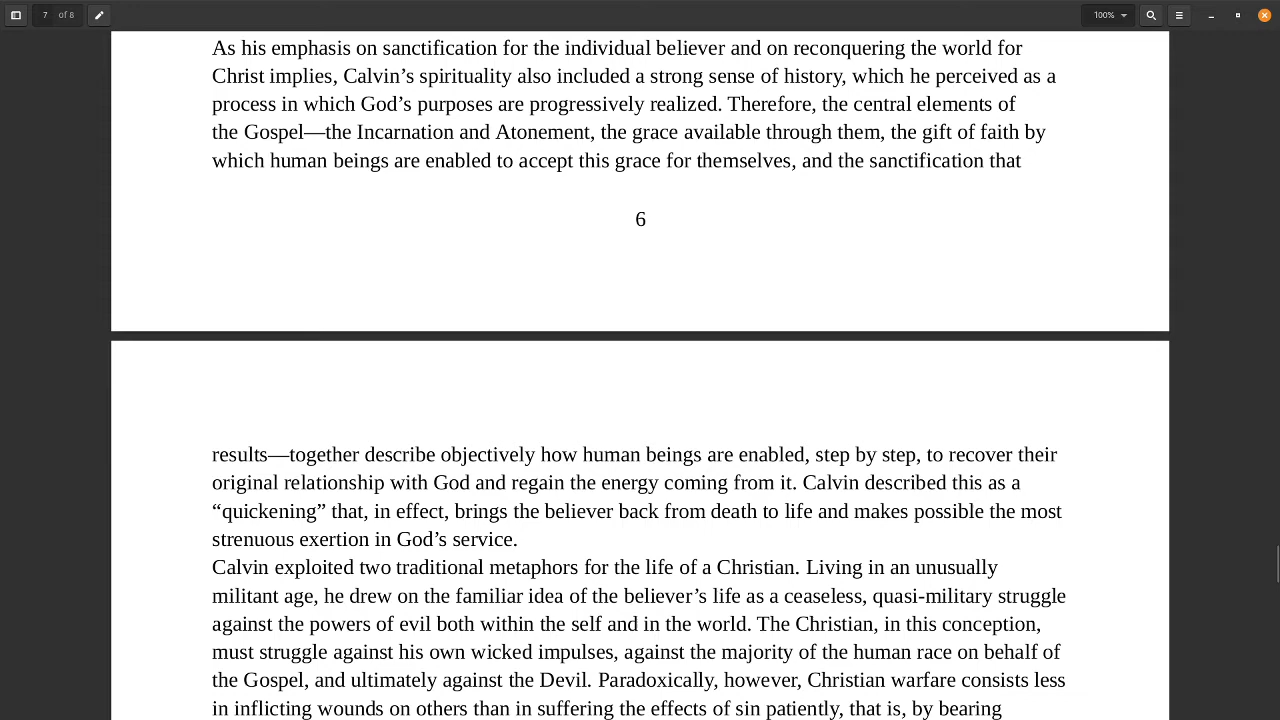 7 of 8
100%
As his emphasis on sanctification for the individual believer and on reconquering the world for
Christ implies, Calvin’s spirituality also included a strong sense of history, which he perceived as a
process in which God’s purposes are progressively realized. Therefore, the central elements of
the Gospel—the Incarnation and Atonement, the grace available through them, the gift of faith by
which human beings are enabled to accept this grace for themselves, and the sanctification that
6
results—together describe objectively how human beings are enabled, step by step, to recover their
original relationship with God and regain the energy coming from it. Calvin described this as a
“quickening” that, in effect, brings the believer back from death to life and makes possible the most
strenuous exertion in God’s service.
Calvin exploited two traditional metaphors for the life of a Christian. Living in an unusually
militant age, he drew on the familiar idea of the believer’s life as a ceaseless, quasi-military struggle
against the powers of evil both within the self and in the world. The Christian, in this conception,
must struggle against his own wicked impulses, against the majority of the human race on behalf of
the Gospel, and ultimately against the Devil. Paradoxically, however, Christian warfare consists less
in inflicting wounds on others than in suffering the effects of sin patiently, that is, by bearing